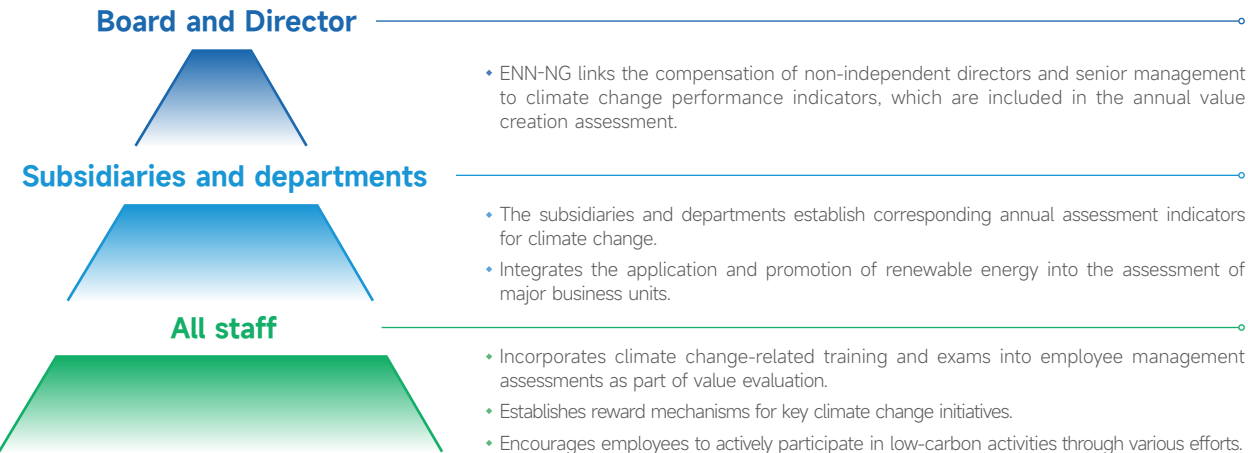 Board and Director
◆ ENN-NG links the compensation of non-independent directors and senior management
to climate change performance indicators, which are included in the annual value
creation assessment.
Subsidiaries and departments
◆ The subsidiaries and departments establish corresponding annual assessment indicators
for climate change.
◆ Integrates the application and promotion of renewable energy into the assessment of
major business units.
All staff
◆ Incorporates climate change-related training and exams into employee management
assessments as part of value evaluation.
◆ Establishes reward mechanisms for key climate change initiatives.
◆ Encourages employees to actively participate in low-carbon activities through various efforts.